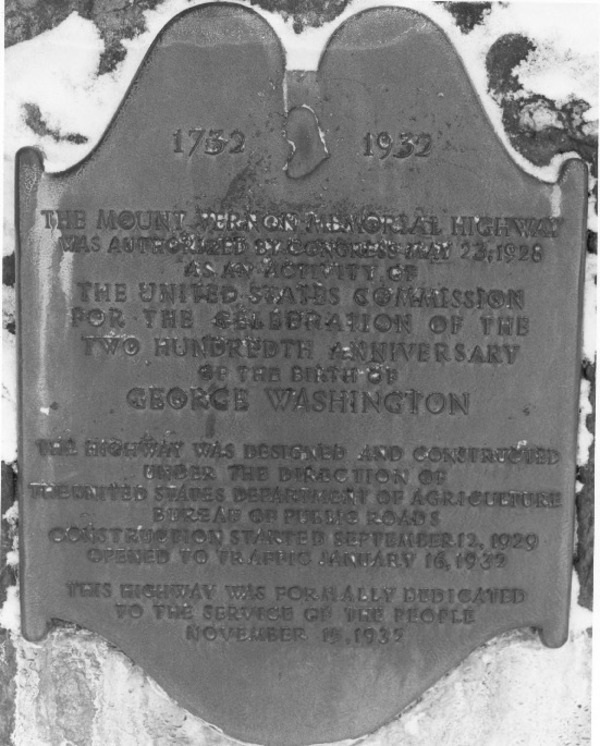 1732 1932
THE MOUNT VERNON MEMORIAL HIGHWAY
WAS AUTHORIZED BY CONGRESS MAY 23, 1928
AS AN ACTIVITY OF
THE UNITED STATES COMMISSION
FOR THE CELEBRATION OF THE
TWO HUNDREDTH ANNIVERSARY
OF THE BIRTH OF
GEORGE WASHINGTON
THE HIGHWAY WAS DESIGNED AND CONSTRUCTED
UNDER THE DIRECTION OF
THE UNITED STATES DEPARTMENT OF AGRICULTURE
BUREAU OF PUBLIC ROADS
CONSTRUCTION STARTED SEPTEMBER 12, 1929
OPENED TO TRAFFIC JANUARY 16, 1932
THIS HIGHWAY WAS FORMALLY DEDICATED
TO THE SERVICE OF THE PEOPLE
NOVEMBER